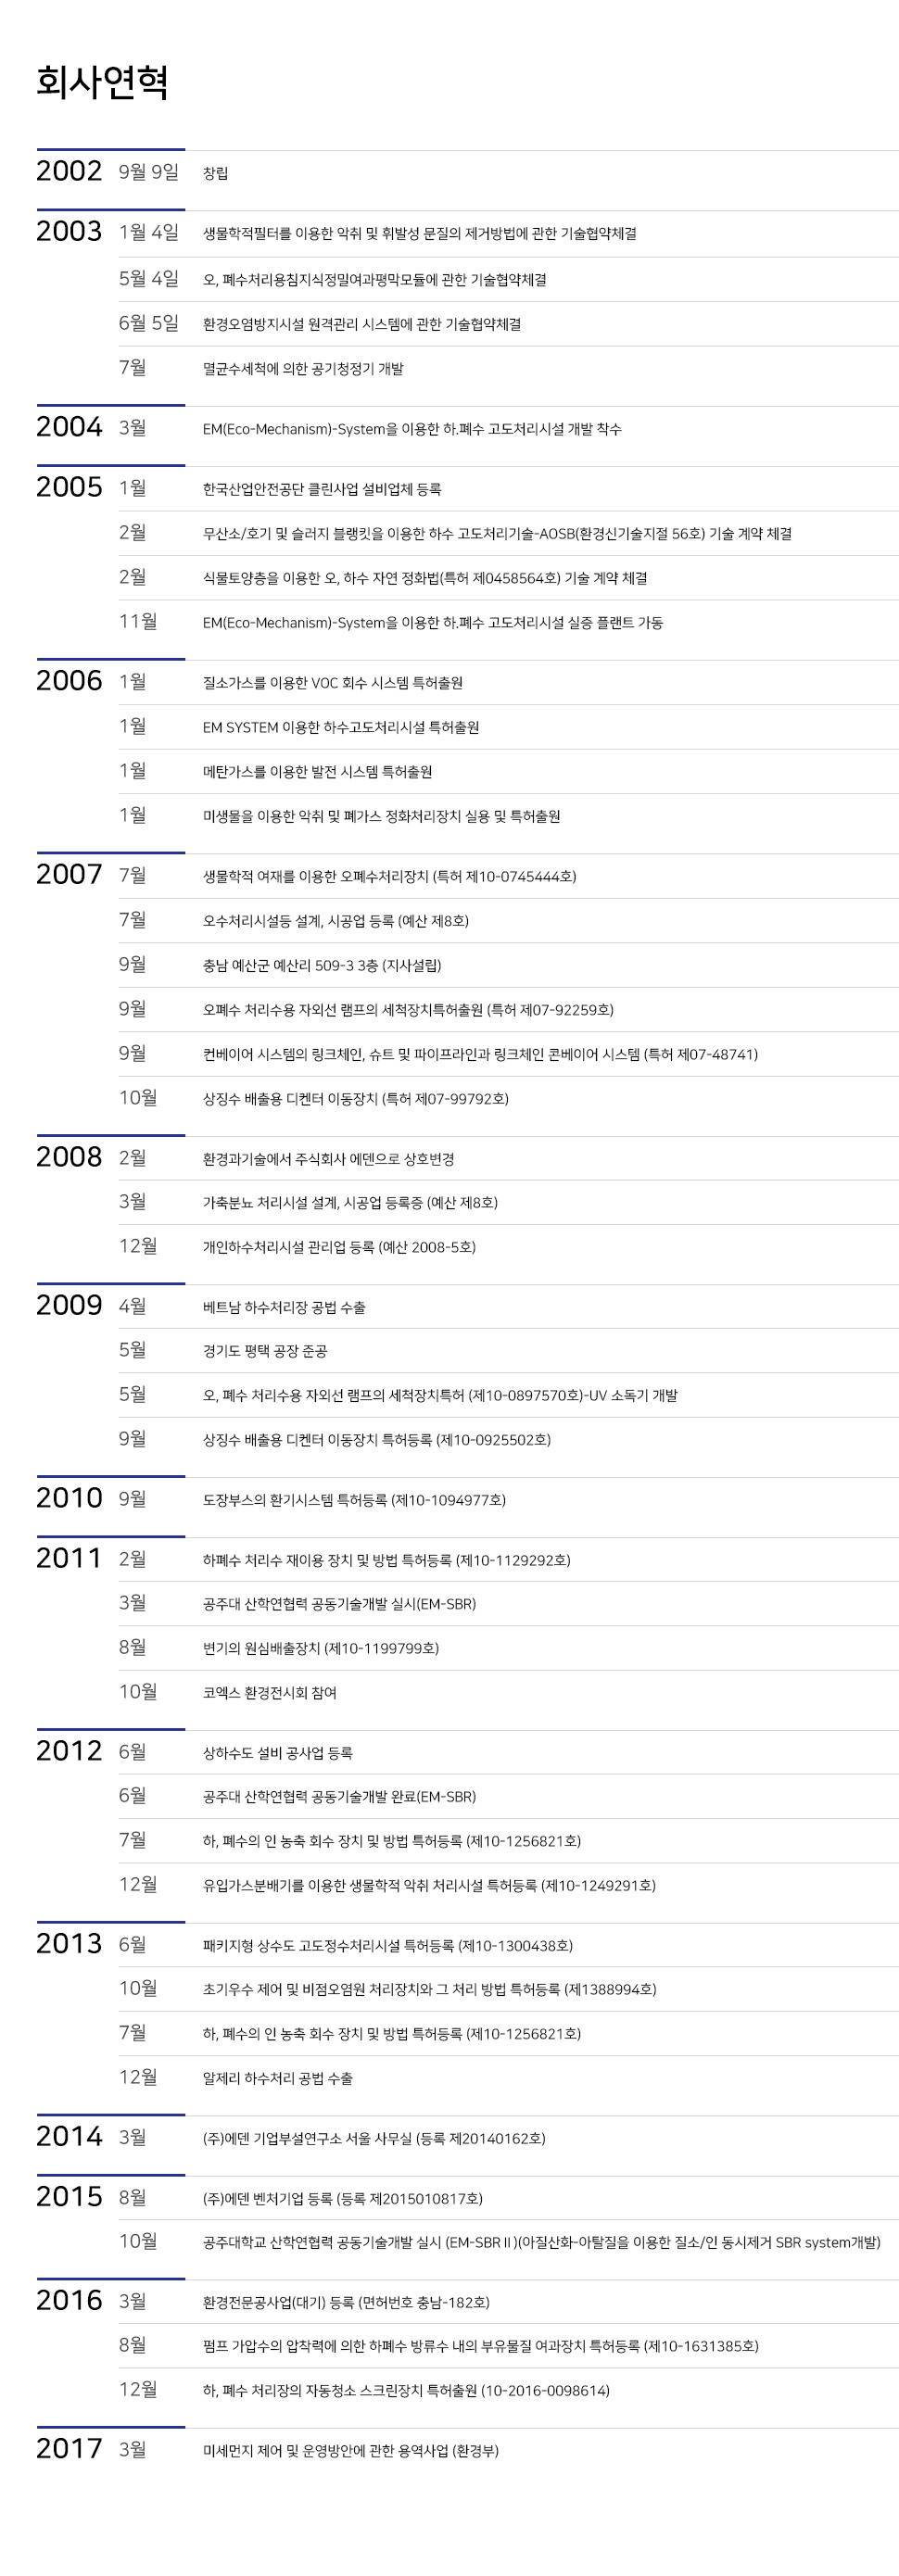 회사연혁
2002 9월 9일 창립
2003 1월 4일 생물학적필터를 이용한 악취 및 휘발성 문질의 제거방법에 관한 기술협약체결
5월 4일 오, 폐수처리용침지식정밀여과평막모듈에 관한 기술협약체결
6월 5일 환경오염방지시설 원격관리 시스템에 관한 기술협약체결
7월 멸균수세척에 의한 공기청정기 개발
2004 3월 EM(Eco-Mechanism)-System을 이용한 하.폐수 고도처리시설 개발 착수
2005 1월 한국산업안전공단 클린사업 설비업체 등록
2월 무산소/호기 및 슬러지 블랭킷을 이용한 하수 고도처리기술-AOSB(환경신기술지절 56호) 기술 계약 체결
2월 식물토양층을 이용한 오, 하수 자연 정화법(특허 제0458564호) 기술 계약 체결
11월 EM(Eco-Mechanism)-System을 이용한 하.폐수 고도처리시설 실증 플랜트 가동
2006 1월 질소가스를 이용한 VOC 회수 시스템 특허출원
1월 EM SYSTEM 이용한 하수고도처리시설 특허출원
1월 메탄가스를 이용한 발전 시스템 특허출원
1월 미생물을 이용한 악취 및 폐가스 정화처리장치 실용 및 특허출원
2007 7월 생물학적 여재를 이용한 오폐수처리장치 (특허 제10-0745444호)
7월 오수처리시설등 설계, 시공업 등록 (예산 제8호)
9월 충남 예산군 예산리 509-3 3층 (지사설립)
9월 오폐수 처리수용 자외선 램프의 세척장치특허출원 (특허 제07-92259호)
9월 컨베이어 시스템의 링크체인, 슈트 및 파이프라인과 링크체인 콘베이어 시스템 (특허 제07-48741)
10월 상징수 배출용 디켄터 이동장치 (특허 제07-99792호)
2008 2월 환경과기술에서 주식회사 에덴으로 상호변경
3월 가축분뇨 처리시설 설계, 시공업 등록증 (예산 제8호)
12월 개인하수처리시설 관리업 등록 (예산 2008-5호)
2009 4월 베트남 하수처리장 공법 수출
5월 경기도 평택 공장 준공
5월 오, 폐수 처리수용 자외선 램프의 세척장치특허 (제10-0897570호)-UV 소독기 개발
9월 상징수 배출용 디켄터 이동장치 특허등록 (제10-0925502호)
2010 9월 도장부스의 환기시스템 특허등록 (제10-1094977호)
2011 2월 하폐수 처리수 재이용 장치 및 방법 특허등록 (제10-1129292호)
3월 공주대 산학연협력 공동기술개발 실시(EM-SBR)
8월 변기의 원심배출장치 (제10-1199799호)
10월 코엑스 환경전시회 참여
2012 6월 상하수도 설비 공사업 등록
6월 공주대 산학연협력 공동기술개발 완료(EM-SBR)
7월 하, 폐수의 인 농축 회수 장치 및 방법 특허등록 (제10-1256821호)
12월 유입가스분배기를 이용한 생물학적 악취 처리시설 특허등록 (제10-1249291호)
2013 6월 패키지형 상수도 고도정수처리시설 특허등록 (제10-1300438호)
10월 초기우수 제어 및 비점오염원 처리장치와 그 처리 방법 특허등록 (제1388994호)
7월 하, 폐수의 인 농축 회수 장치 및 방법 특허등록 (제10-1256821호)
12월 알제리 하수처리 공법 수출
2014 3월 (주)에덴 기업부설연구소 서울 사무실 (등록 제20140162호)
2015 8월 (주)에덴 벤처기업 등록 (등록 제2015010817호)
10월 공주대학교 산학연협력 공동기술개발 실시 (EM-SBRⅡ)(아질산화-아탈질을 이용한 질소/인 동시제거 SBR system개발)
2016 3월 환경전문공사업(대기) 등록 (면허번호 충남-182호)
8월 펌프 가압수의 압착력에 의한 하폐수 방류수 내의 부유물질 여과장치 특허등록 (제10-1631385호)
12월 하, 폐수 처리장의 자동청소 스크린장치 특허출원 (10-2016-0098614)
2017 3월 미세먼지 제어 및 운영방안에 관한 용역사업 (환경부)